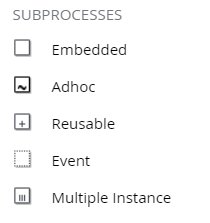 SUBPROCESSES
Embedded
Adhoc
Reusable
Event
Multiple Instance